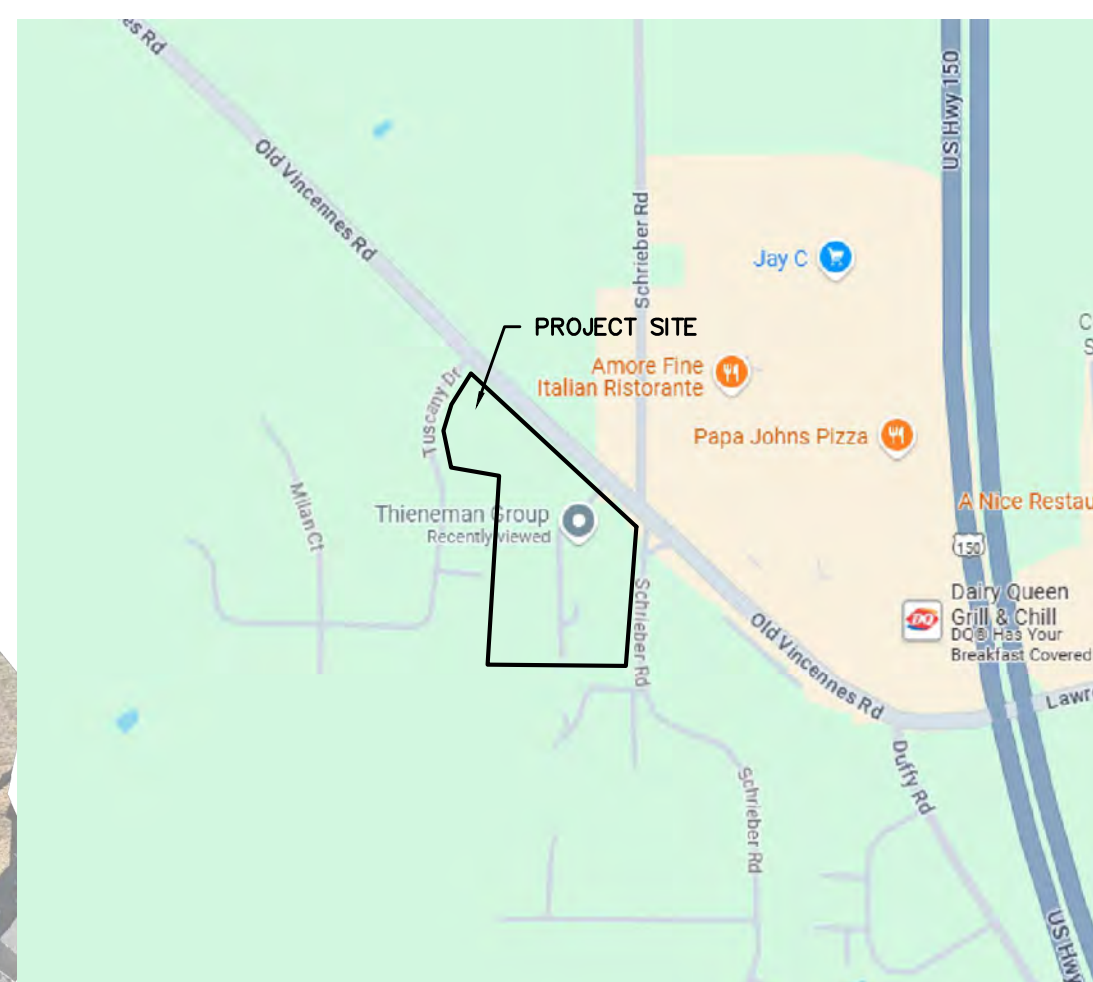 es Rd
Old Vincennes Rd
US Hwy 150
Schrieber Rd
Jay C
PROJECT SITE
Amore Fine
Italian Ristorante
Tuscany Dr
Papa Johns Pizza
C
S
Milan Ct
Thieneman Group
Recently viewed
A Nice Restau
150
Schrieber Rd
Old Vincennes Rd
DQ
Dairy Queen
Grill & Chill
DQ® Has Your
Breakfast Covered
Lawr
Duffy Rd
Schrieber Rd
US Hwy